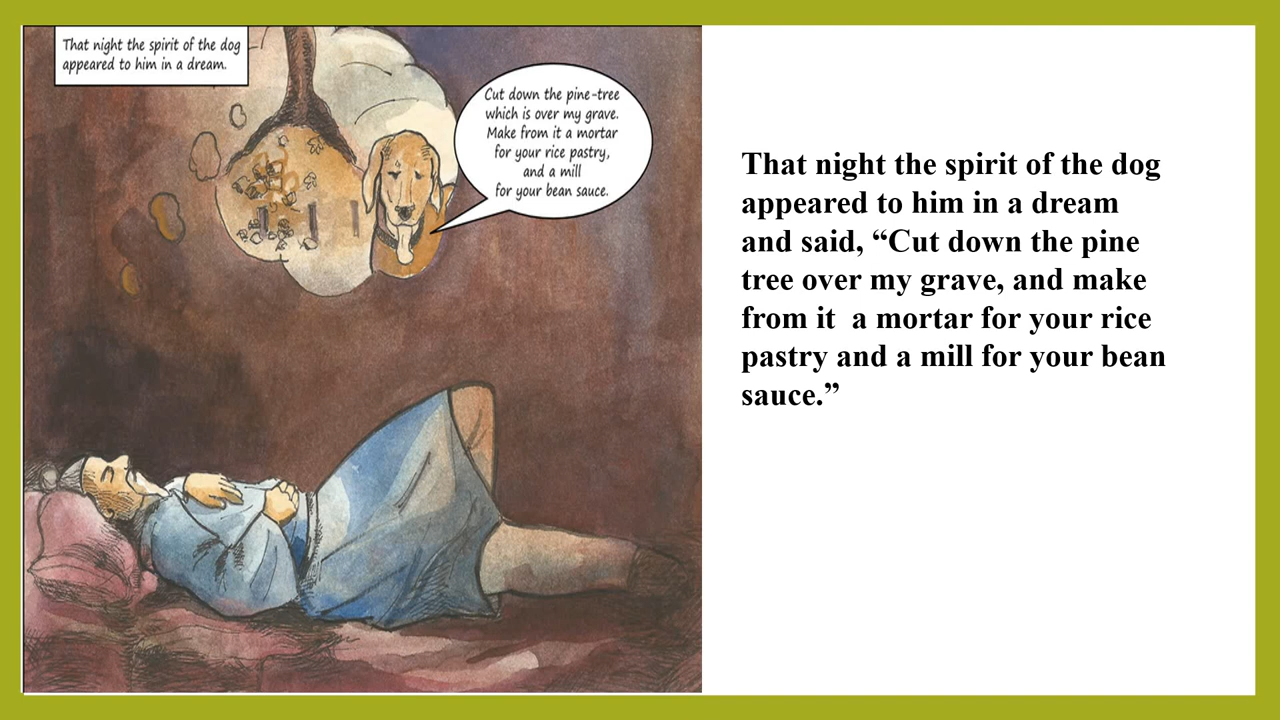 That night the spirit of the dog
appeared to him in a dream.
Cut down the pine-tree
which is over my grave.
Make from it a mortar
for your rice pastry,
and a mill
for your bean sauce.
That night the spirit of the dog
appeared to him in a dream
and said, “Cut down the pine
tree over my grave, and make
from it  a mortar for your rice
pastry and a mill for your bean
sauce.”